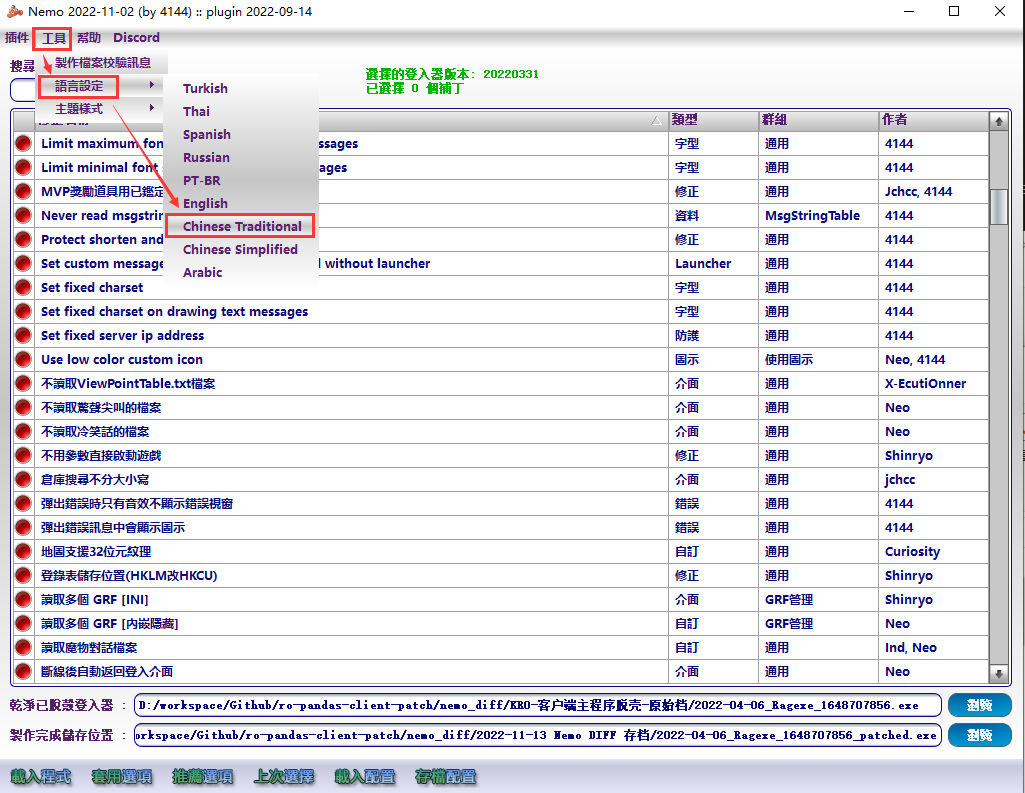 Nemo 2022-11-02 (by 4144) :: plugin 2022-09-14
插件 工具 幫助 Discord
搜尋
製作檔案校驗訊息
語言設定
主題樣式
Turkish
Thai
Spanish
Russian
PT-BR
English
Chinese Traditional
Chinese Simplified
Arabic
選擇的登入器版本: 20220331
已選擇 0 個補丁
類型 群組 作者
Limit maximum fon ssages 字型 通用 4144
Limit minimal font ages 字型 通用 4144
MVP獎勵道具用已鑑定 修正 通用 Jchcc, 4144
Never read msgstrin 資料 MsgStringTable 4144
Protect shorten and 修正 通用 4144
Set custom message d without launcher Launcher 通用 4144
Set fixed charset 字型 通用 4144
Set fixed charset on drawing text messages 字型 通用 4144
Set fixed server ip address 防護 通用 4144
Use low color custom icon 圖示 使用圖示 Neo, 4144
不讀取ViewPointTable.txt檔案 介面 通用 X-EcutiOnner
不讀取驚聲尖叫的檔案 介面 通用 Neo
不讀取冷笑話的檔案 介面 通用 Neo
不用參數直接啟動遊戲 修正 通用 Shinryo
倉庫搜尋不分大小寫 介面 通用 jchcc
彈出錯誤時只有音效不顯示錯誤視窗 錯誤 通用 4144
彈出錯誤訊息中會顯示圖示 錯誤 通用 4144
地圖支援32位元紋理 自訂 通用 Curiosity
登錄表儲存位置(HKLM改HKCU) 修正 通用 Shinryo
讀取多個 GRF [INI] 介面 GRF管理 Shinryo
讀取多個 GRF [内嵌隱藏] 自訂 GRF管理 Neo
讀取魔物對話檔案 自訂 通用 Ind, Neo
斷線後自動返回登入介面 介面 通用 Neo
乾淨已脫殼登入器 : D:/workspace/Github/ro-pandas-client-patch/nemo_diff/KRO-客户端主程序脱壳-原始档/2022-04-06_Ragexe_1648707856.exe 瀏覽
製作完成儲存位置 : orkspace/Github/ro-pandas-client-patch/nemo_diff/2022-11-13 Nemo DIFF 存档/2022-04-06_Ragexe_1648707856_patched.exe 瀏覽
載入程式 套用選項 推薦選項 上次選擇 載入配置 存檔配置